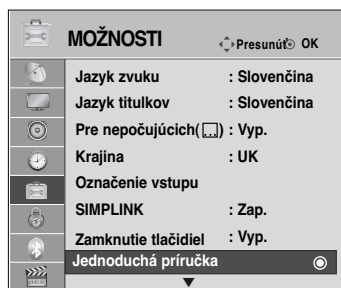 MOŽNOSTI Presunúť OK
Jazyk zvuku : Slovenčina
Jazyk titulkov : Slovenčina
Pre nepočujúcich( ) : Vyp.
Krajina : UK
Označenie vstupu
SIMPLINK : Zap.
Zamknutie tlačidiel : Vyp.
Jednoduchá príručka